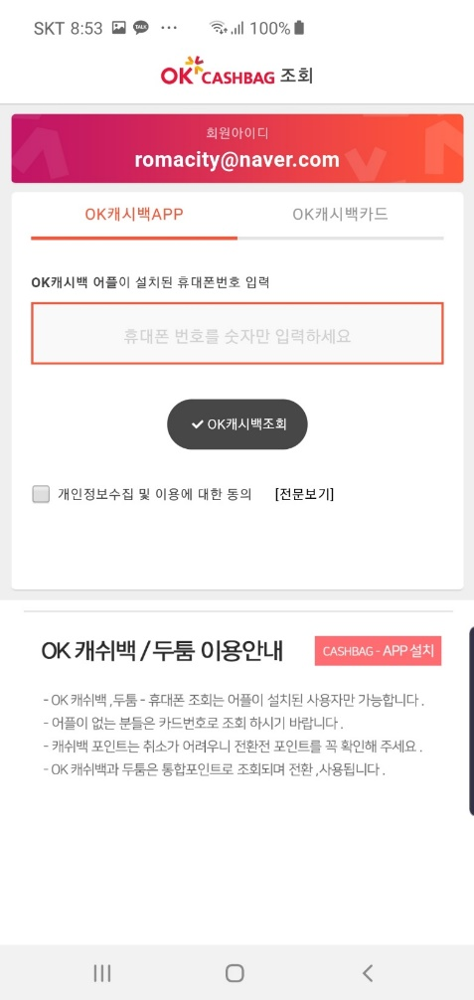 SKT 8:53 TALK ··· 100%
OK CASHBAG 조회
회원아이디
romacity@naver.com
OK캐시백APP OK캐시백카드
OK캐시백 어플이 설치된 휴대폰번호 입력
휴대폰 번호를 숫자만 입력하세요
OK캐시백조회
개인정보수집 및 이용에 대한 동의 [전문보기]
OK 캐쉬백 / 두툼 이용안내 CASHBAG - APP 설치
- OK 캐쉬백 ,두툼 - 휴대폰 조회는 어플이 설치된 사용자만 가능합니다 .
- 어플이 없는 분들은 카드번호로 조회 하시기 바랍니다 .
- 캐쉬백 포인트는 취소가 어려우니 전환전 포인트를 꼭 확인해 주세요 .
- OK 캐쉬백과 두툼은 통합포인트로 조회되며 전환 ,사용됩니다 .